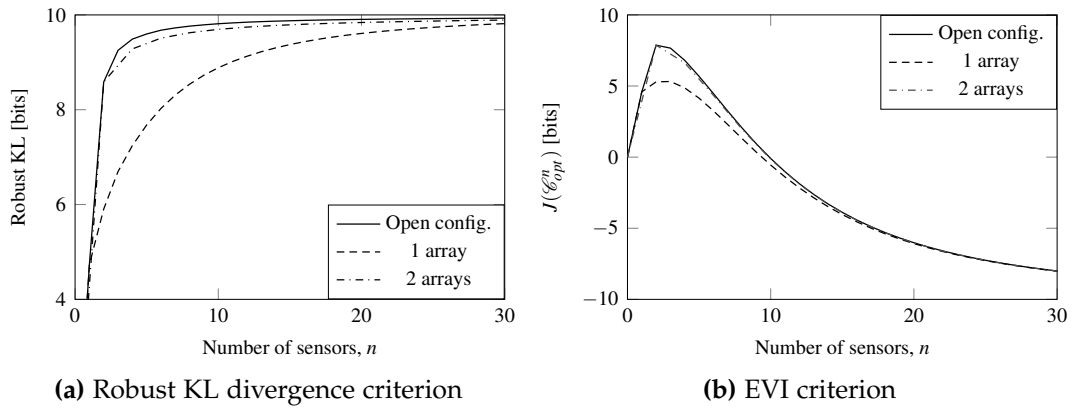 10
8
6
4
0
10
20
30
Robust KL [bits]
Number of sensors, n
Open config.
1 array
2 arrays
(a) Robust KL divergence criterion
10
5
0
−5
−10
0
10
20
30
J(𝒞ⁿₒₚₜ) [bits]
Number of sensors, n
Open config.
1 array
2 arrays
(b) EVI criterion